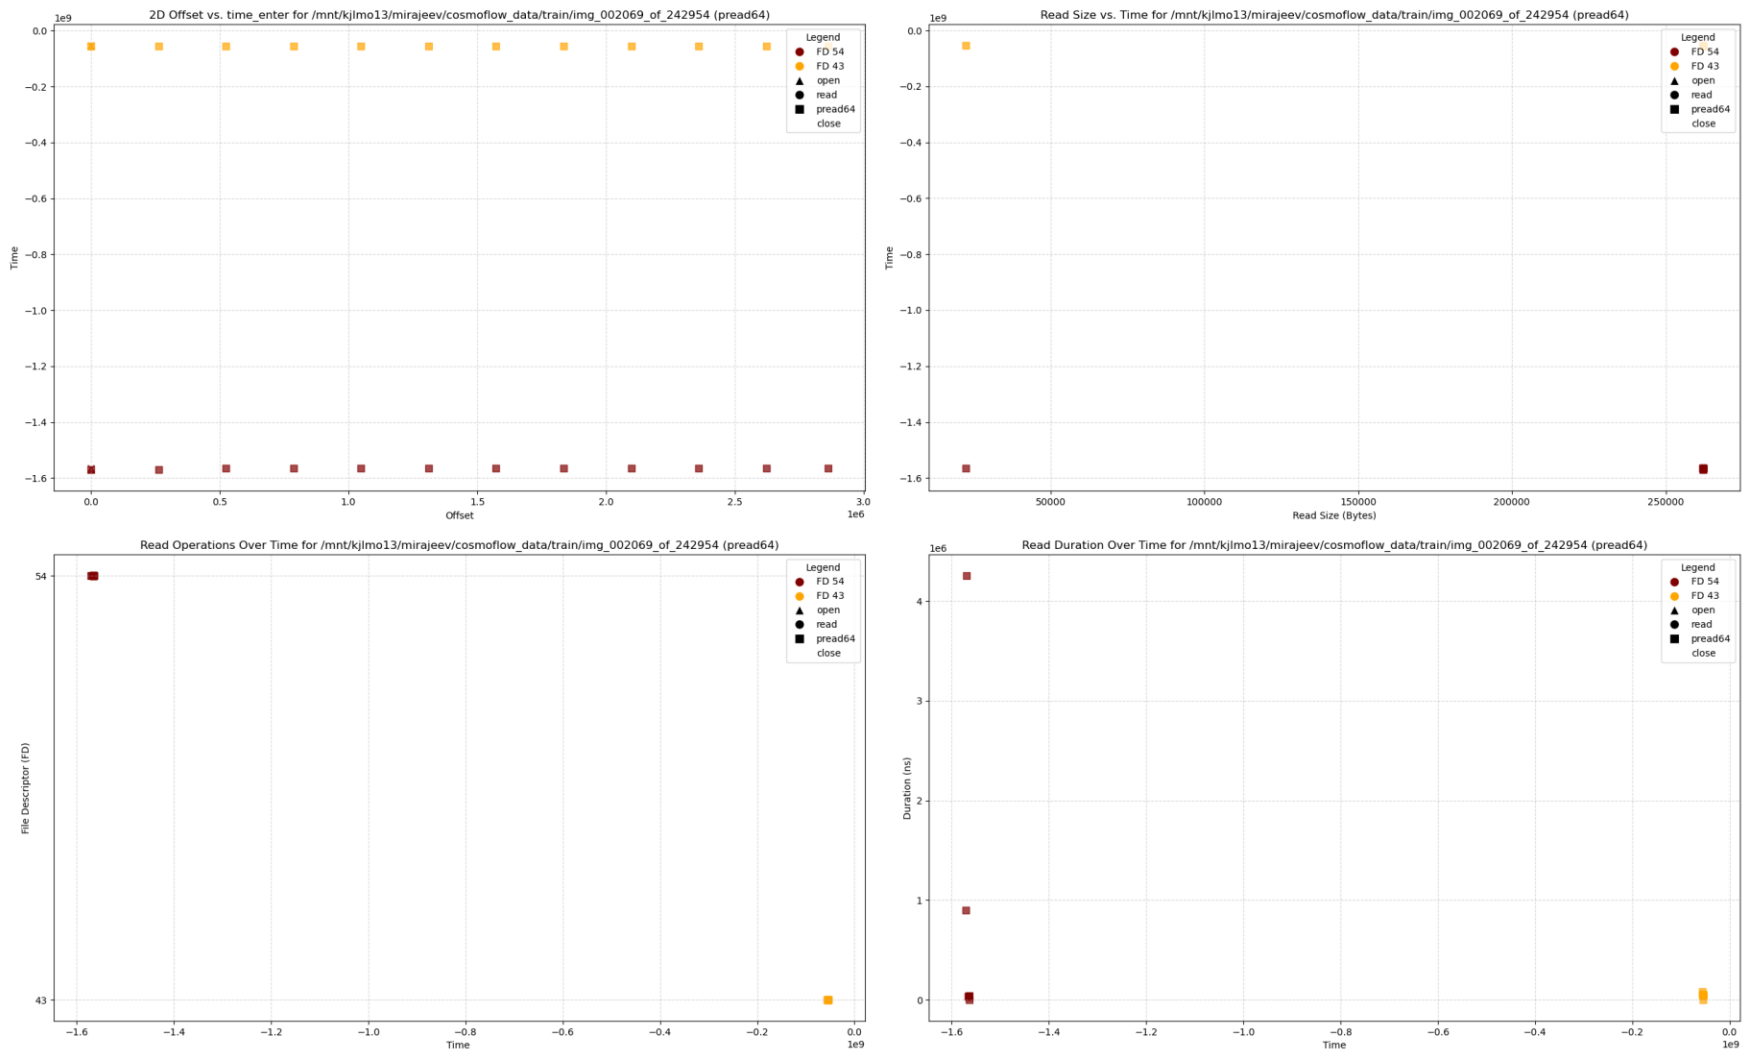 2D Offset vs. time_enter for /mnt/kjlmo13/mirajeev/cosmoflow_data/train/img_002069_of_242954 (pread64)
1e9
0.0
−0.2
−0.4
−0.6
−0.8
−1.0
−1.2
−1.4
−1.6
Time
0.0 0.5 1.0 1.5 2.0 2.5 3.0
1e6
Offset
Legend
FD 54
FD 43
open
read
pread64
close
Read Size vs. Time for /mnt/kjlmo13/mirajeev/cosmoflow_data/train/img_002069_of_242954 (pread64)
1e9
0.0
−0.2
−0.4
−0.6
−0.8
−1.0
−1.2
−1.4
−1.6
Time
50000 100000 150000 200000 250000
Read Size (Bytes)
Legend
FD 54
FD 43
open
read
pread64
close
Read Operations Over Time for /mnt/kjlmo13/mirajeev/cosmoflow_data/train/img_002069_of_242954 (pread64)
54
43
File Descriptor (FD)
−1.6 −1.4 −1.2 −1.0 −0.8 −0.6 −0.4 −0.2 0.0
1e9
Time
Legend
FD 54
FD 43
open
read
pread64
close
Read Duration Over Time for /mnt/kjlmo13/mirajeev/cosmoflow_data/train/img_002069_of_242954 (pread64)
1e6
4
3
2
1
0
Duration (ns)
−1.6 −1.4 −1.2 −1.0 −0.8 −0.6 −0.4 −0.2 0.0
1e9
Time
Legend
FD 54
FD 43
open
read
pread64
close